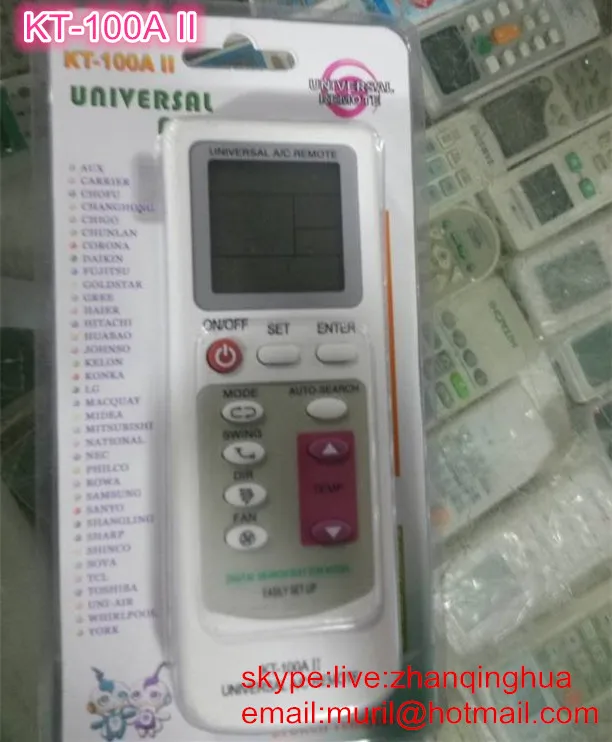 KT-100A II
KT-100A II
UNIVERSAL
UNIVERSAL
REMOTE
UNIVERSAL A/C REMOTE
AUX
CARRIER
CHOFU
CHANGHONG
CHIGO
CHUNLAN
CORONA
DAIKIN
FUJITSU
GOLDSTAR
GREE
HAIER
HITACHI
HUABAO
JOHNSO
KELON
KONKA
LG
MACQUAY
MIDEA
MITSUBISHI
NATIONAL
NEC
PHILCO
ROWA
SAMSUNG
SANYO
SHANGLING
SHARP
SHINCO
SOVA
TCL
TOSHIBA
UNI-AIR
WHIRLPOOL
YORK
ON/OFF SET ENTER
MODE AUTO SEARCH
SWING
DIR TEMP
FAN
EASILY SET UP
KT-100A II
UNIVERSAL
skype:live:zhanqinghua
email:muril@hotmail.com